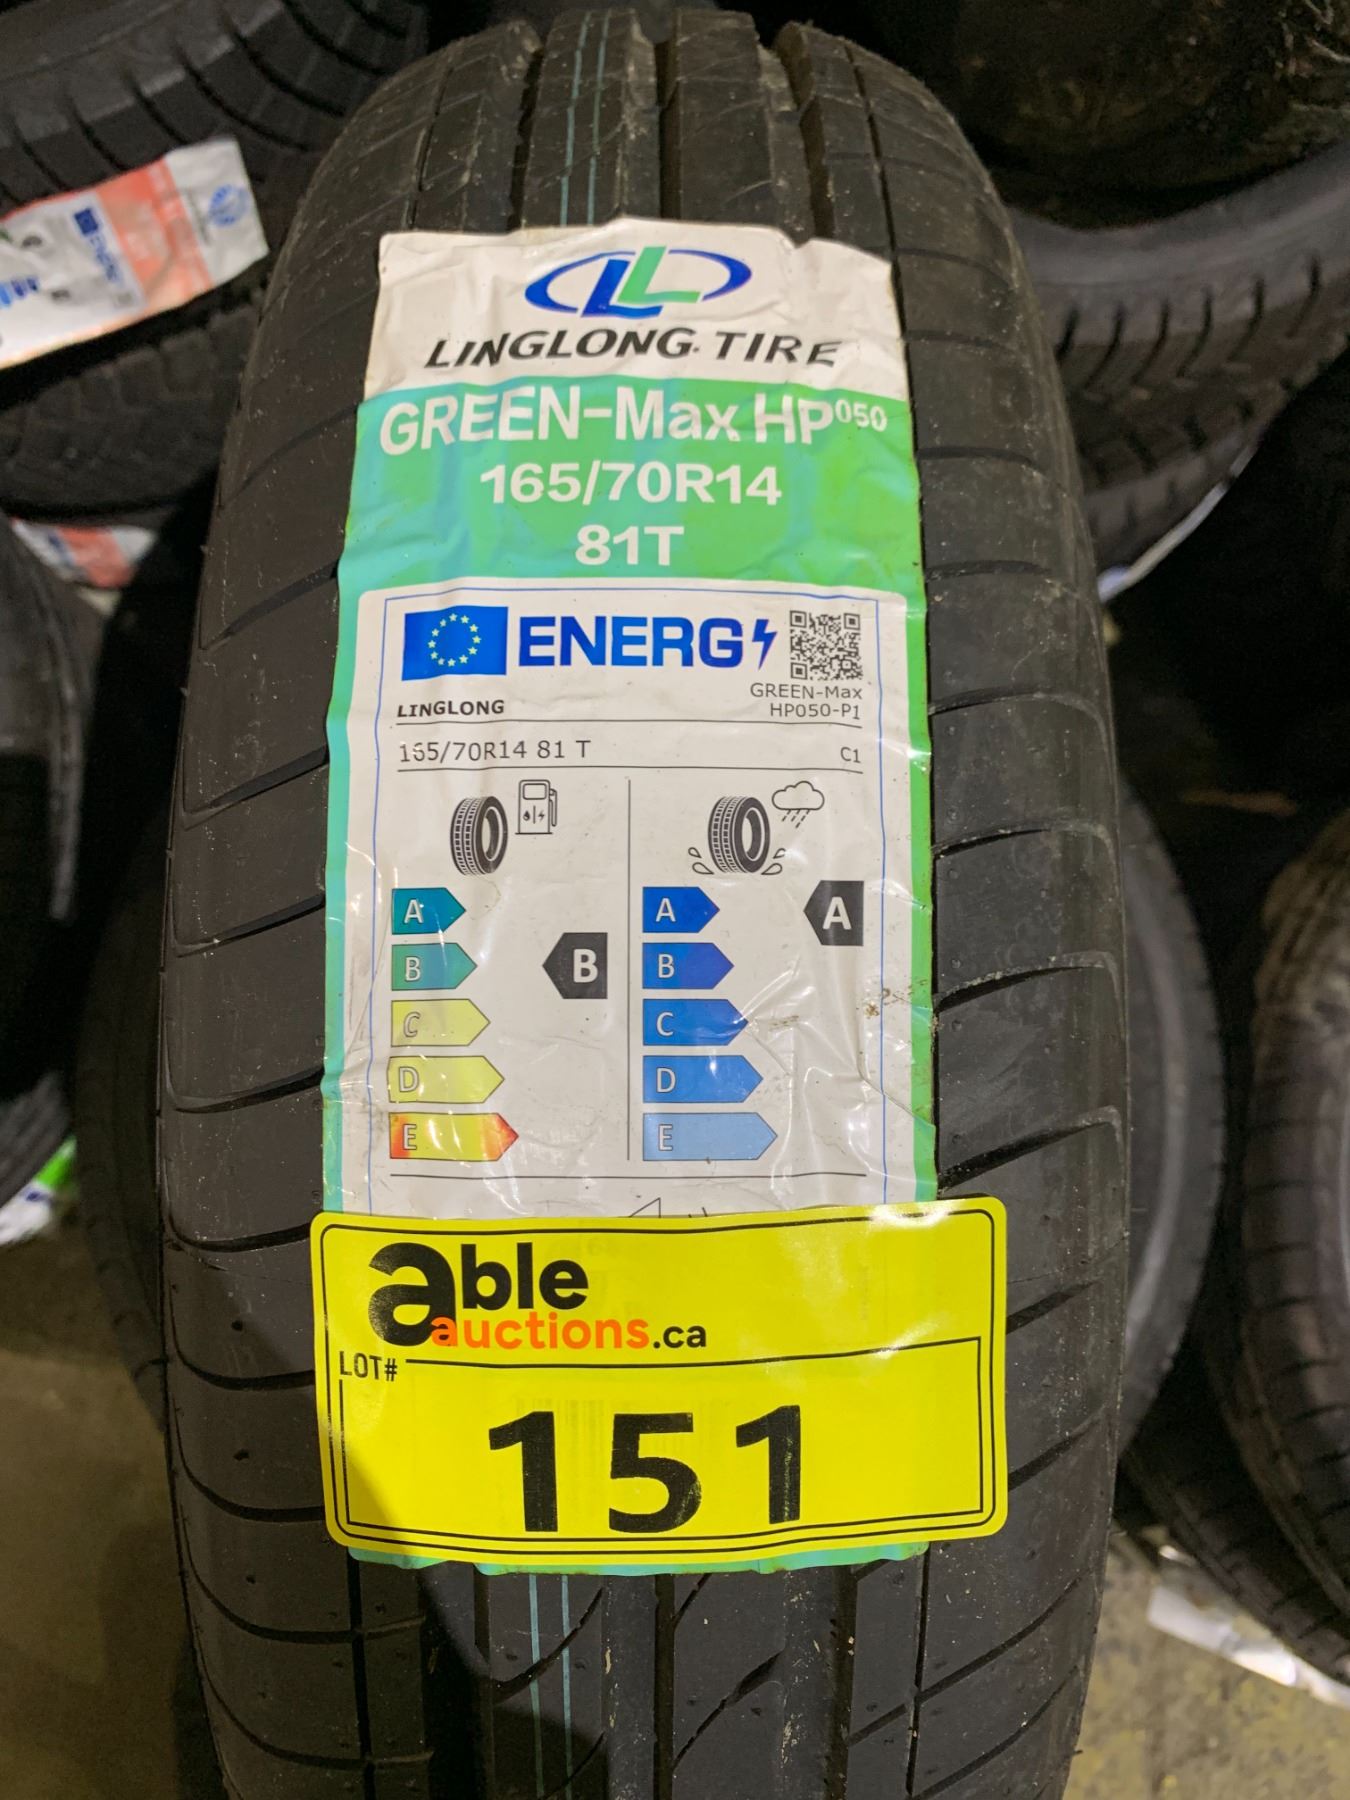 LL
LINGLONG TIRE
GREEN-Max HP050
165/70R14
81T
ENERG
GREEN-Max
LINGLONG HP050-P1
165/70R14 81 T C1
A A A
B B B
C C
D D
E E
able
auctions.ca
LOT#
151